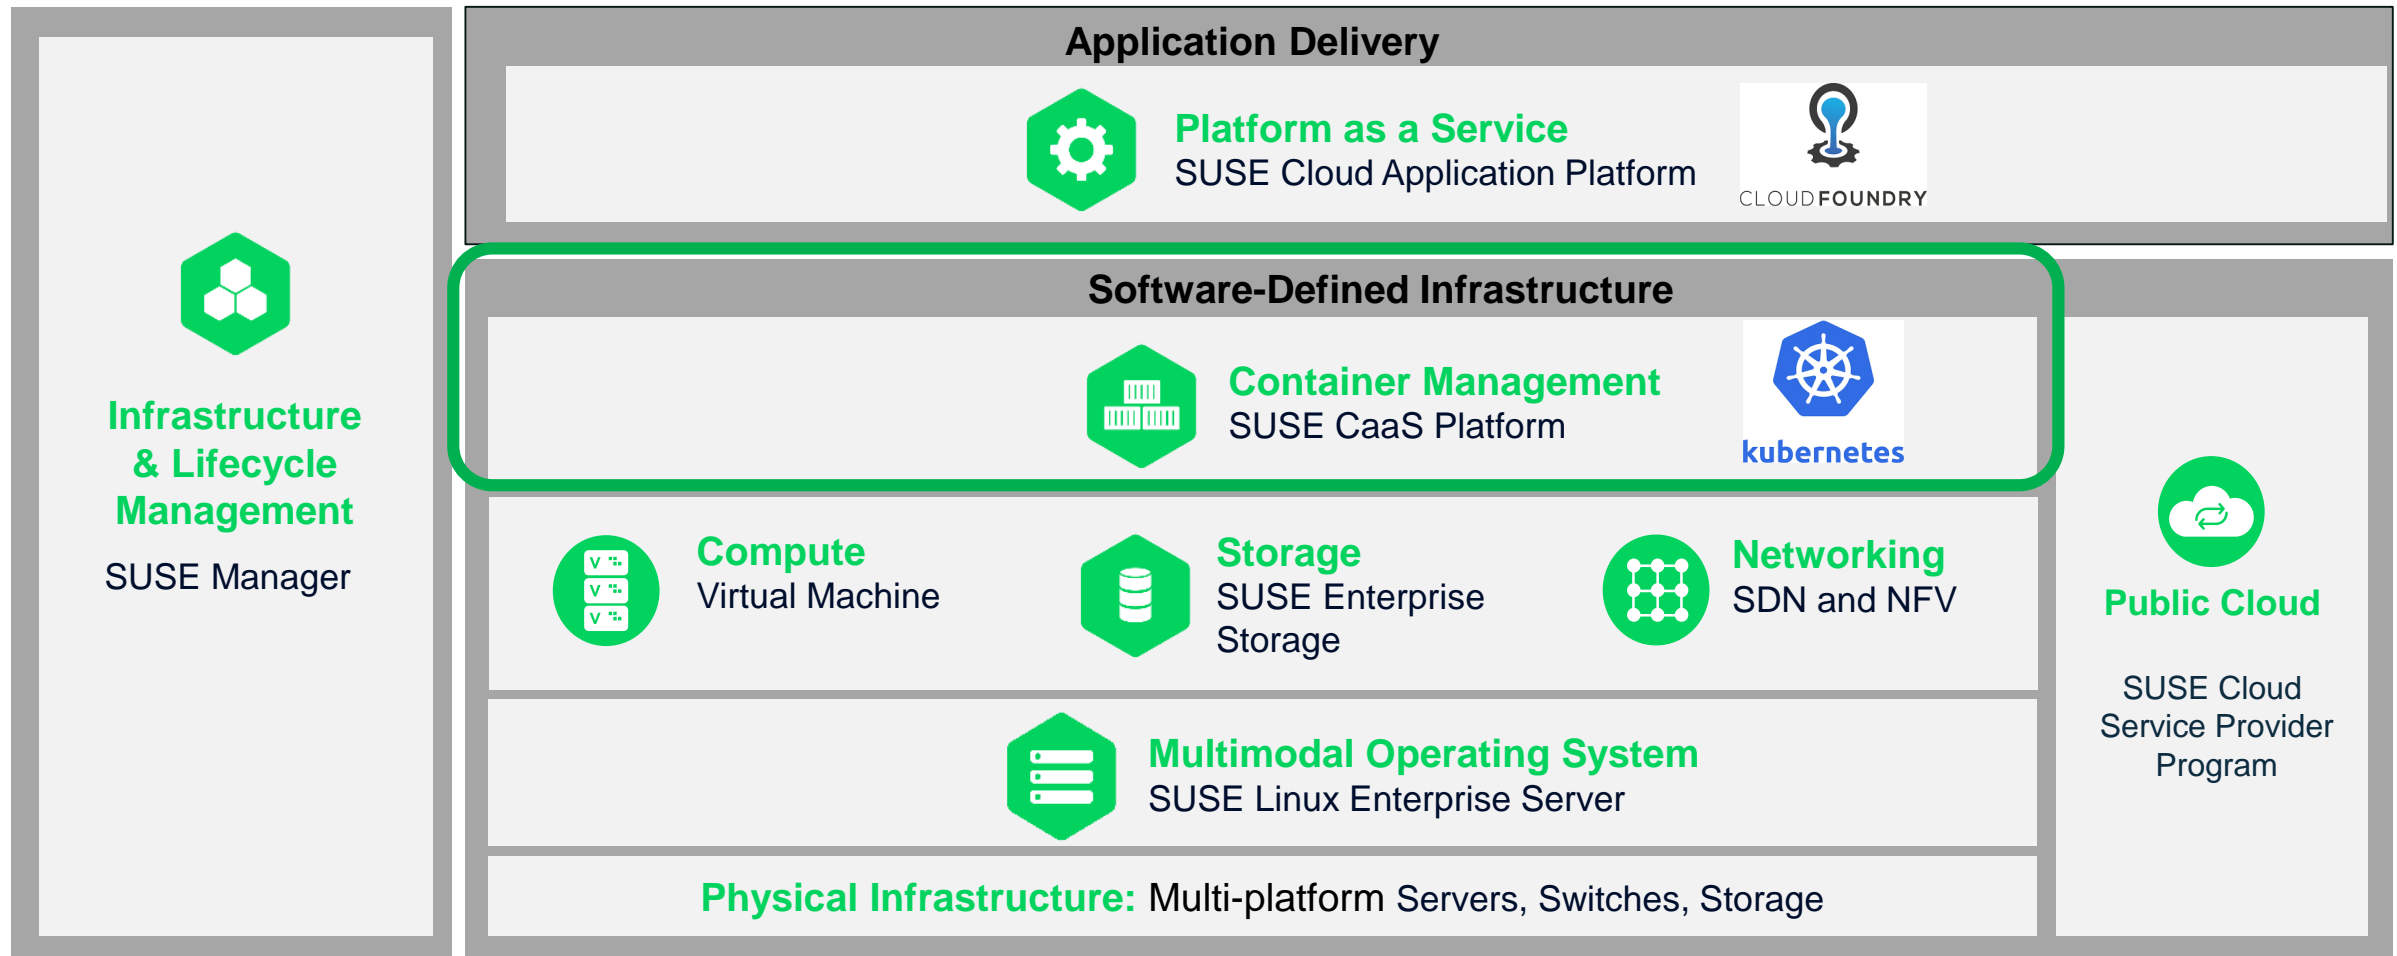 Application Delivery
Platform as a Service
SUSE Cloud Application Platform
CLOUDFOUNDRY
Infrastructure
& Lifecycle
Management
SUSE Manager
Software-Defined Infrastructure
Container Management
SUSE CaaS Platform
kubernetes
Compute
Virtual Machine
Storage
SUSE Enterprise
Storage
Networking
SDN and NFV
Public Cloud
SUSE Cloud
Service Provider
Program
Multimodal Operating System
SUSE Linux Enterprise Server
Physical Infrastructure: Multi-platform Servers, Switches, Storage